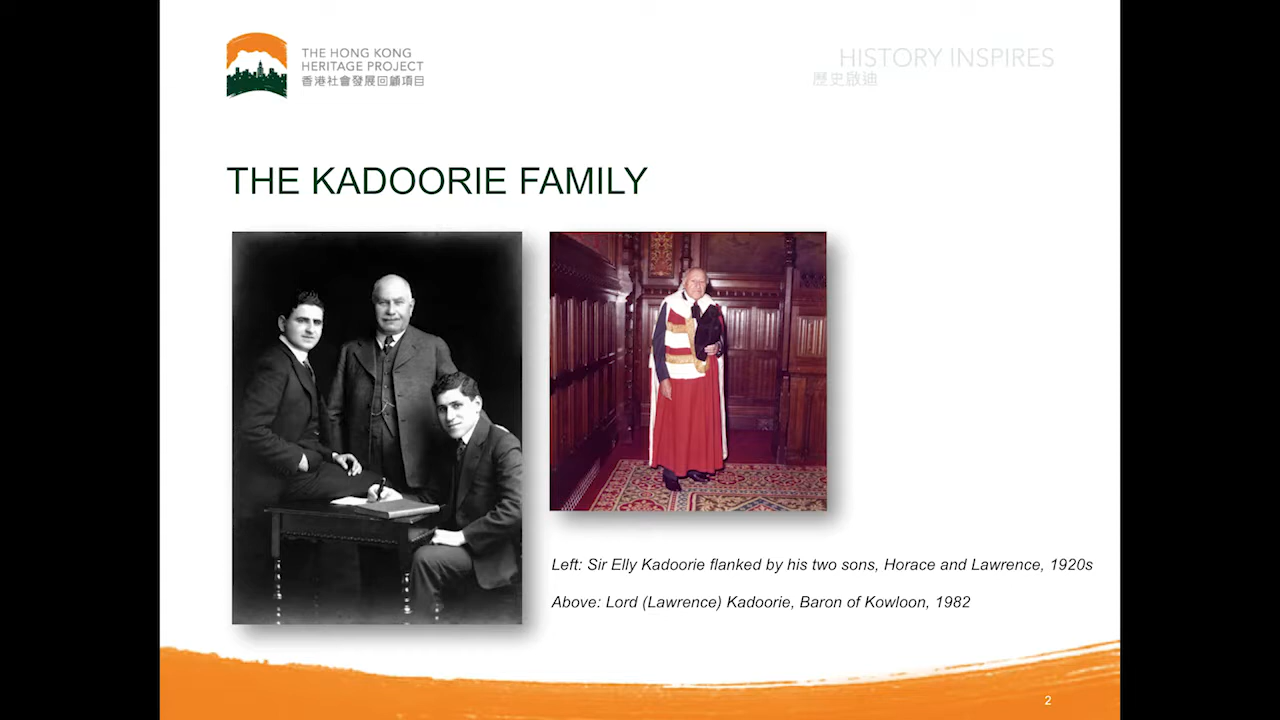 THE HONG KONG
HERITAGE PROJECT
香港社會發展回顧項目
HISTORY INSPIRES
歷史啟迪
THE KADOORIE FAMILY
Left: Sir Elly Kadoorie flanked by his two sons, Horace and Lawrence, 1920s
Above: Lord (Lawrence) Kadoorie, Baron of Kowloon, 1982
2